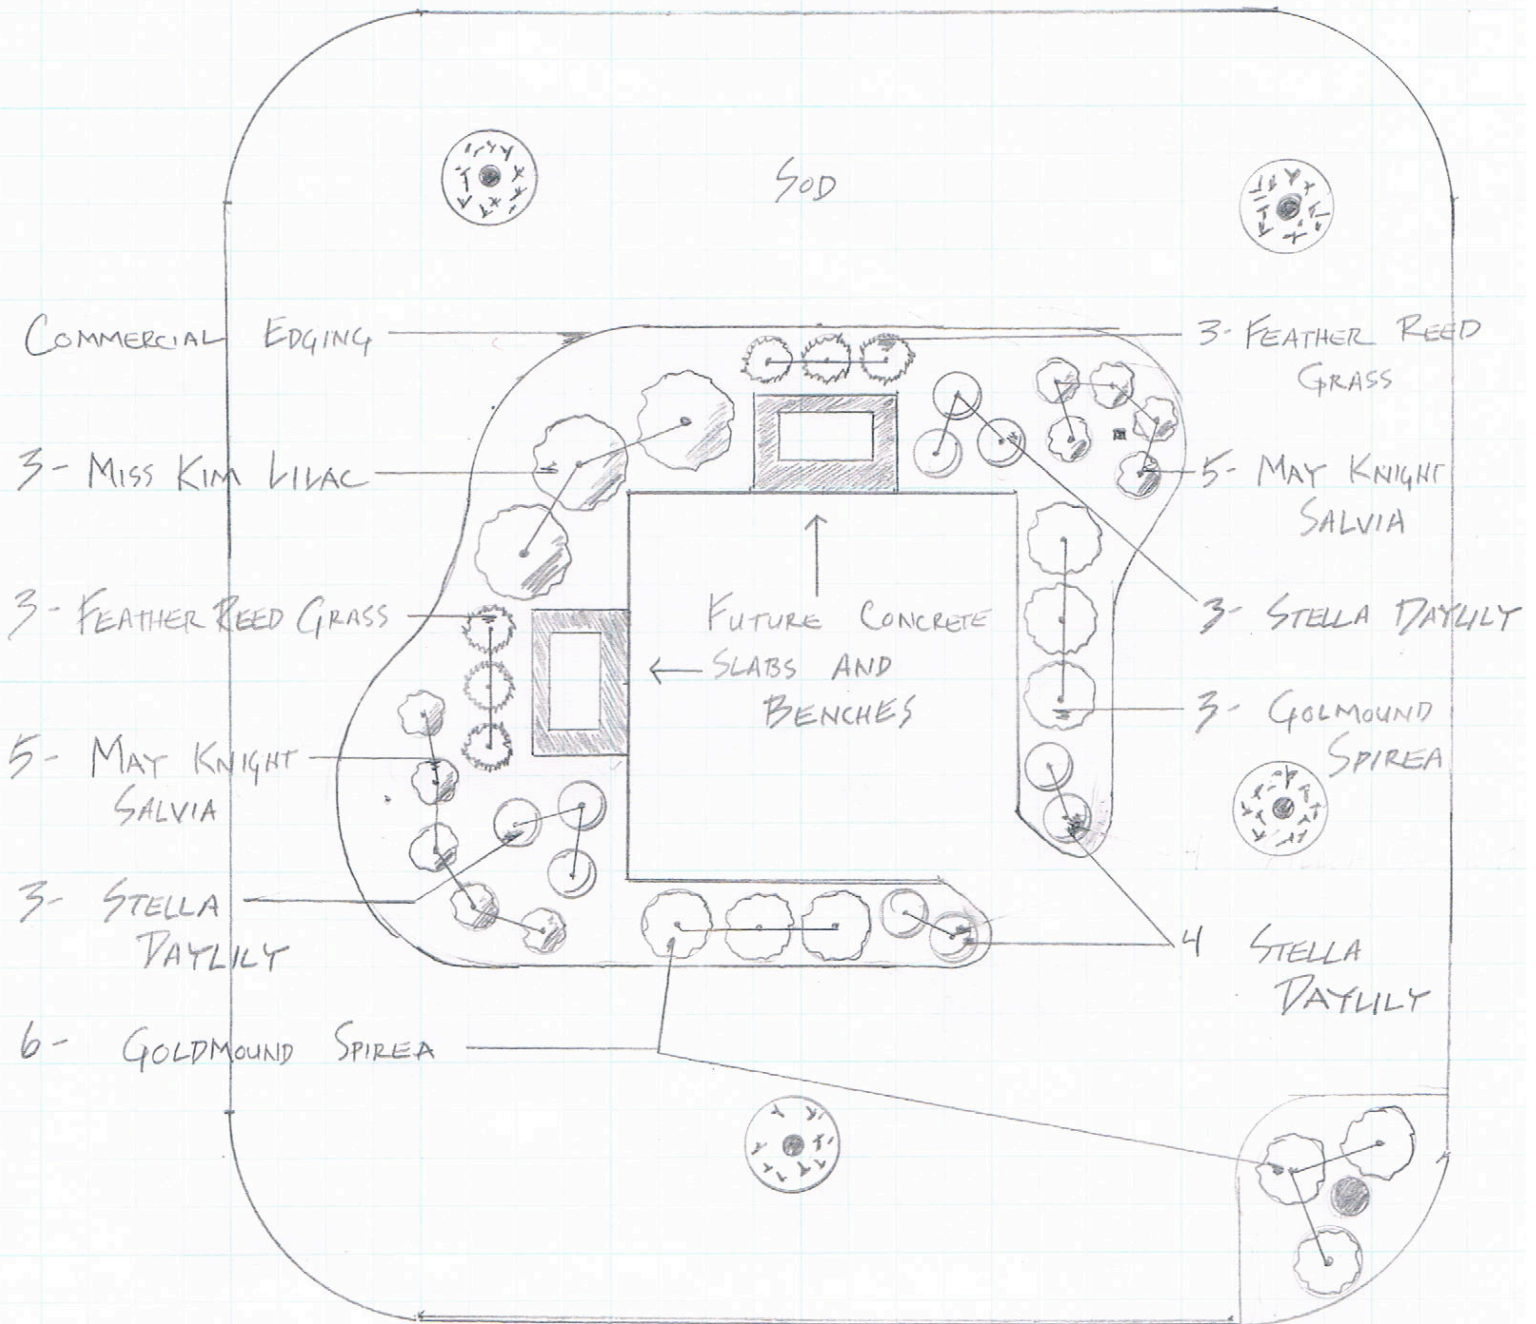 SOD
COMMERCIAL EDGING
3- FEATHER REED
GRASS
3- MISS KIM LILAC
5- MAY KNIGHT
SALVIA
3- FEATHER REED GRASS
FUTURE CONCRETE
SLABS AND
BENCHES
3- STELLA DAYLILY
3- GOLMOUND
SPIREA
5- MAY KNIGHT
SALVIA
3- STELLA
DAYLILY
4 STELLA
DAYLILY
6- GOLDMOUND SPIREA